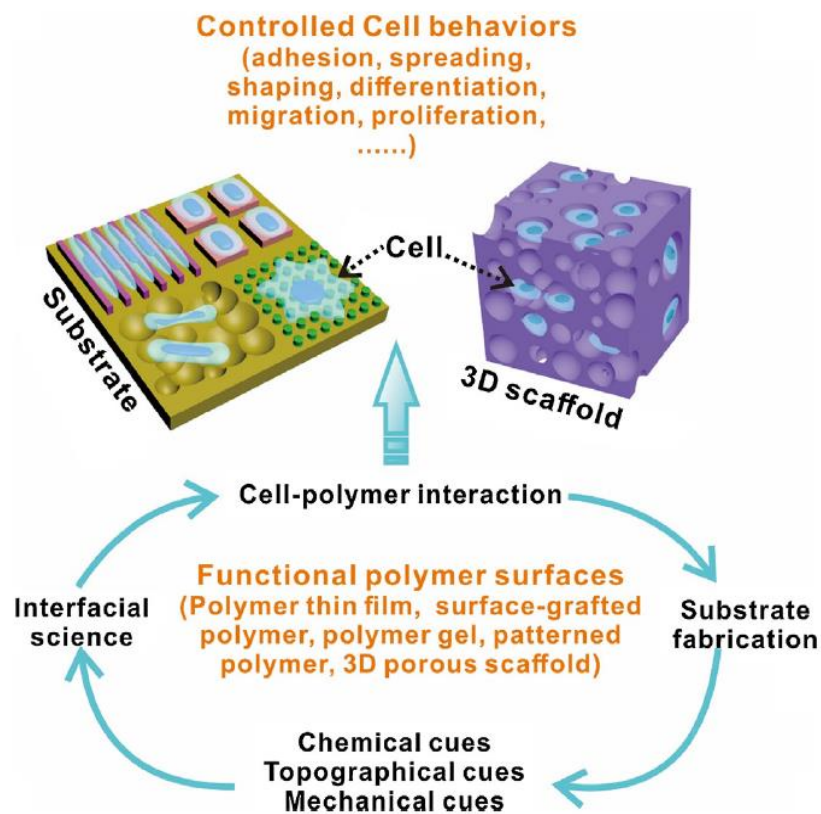 Controlled Cell behaviors
(adhesion, spreading,
shaping, differentiation,
migration, proliferation,
......)
Cell
Substrate
3D scaffold
Cell-polymer interaction
Functional polymer surfaces
(Polymer thin film, surface-grafted
polymer, polymer gel, patterned
polymer, 3D porous scaffold)
Interfacial
science
Substrate
fabrication
Chemical cues
Topographical cues
Mechanical cues